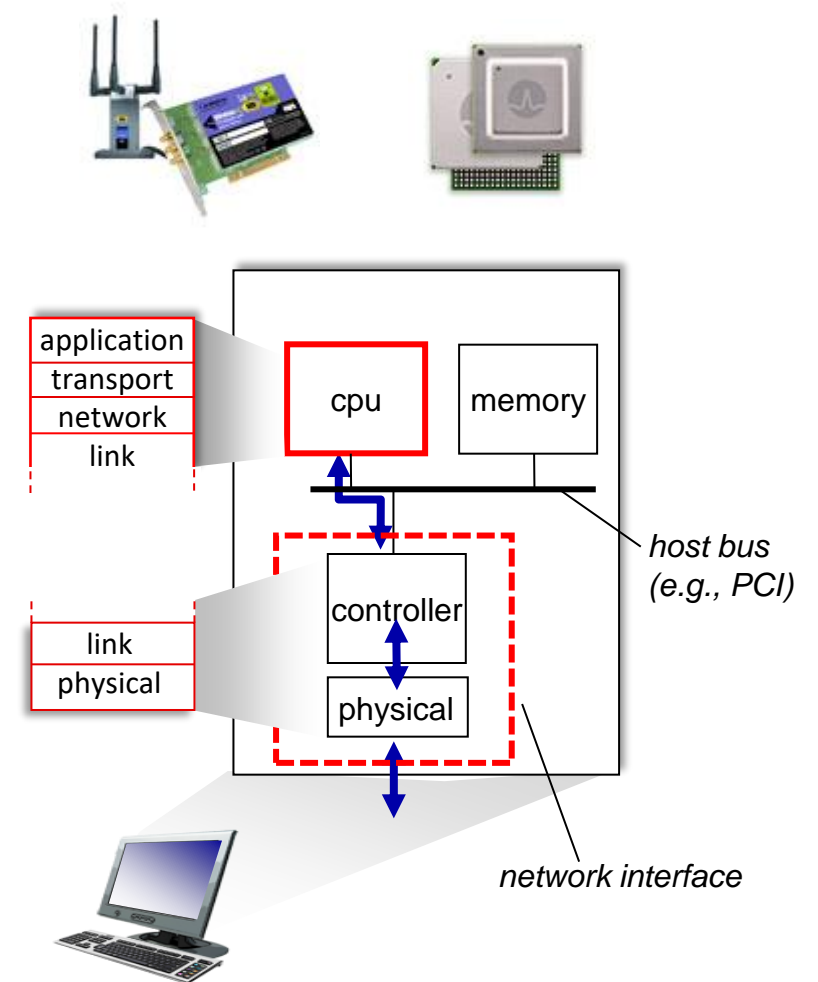 application
transport
network
link
cpu
memory
host bus
(e.g., PCI)
controller
link
physical
physical
network interface